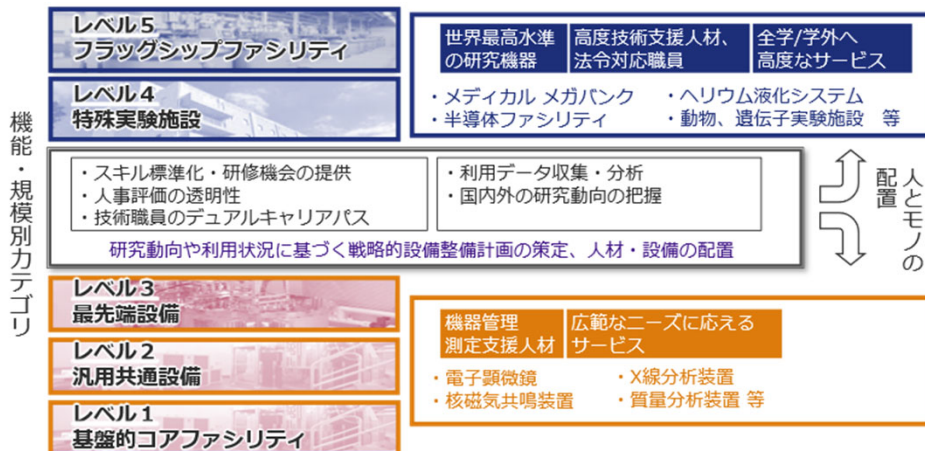 機能・規模別カテゴリ
レベル5
フラッグシップファシリティ
レベル4
特殊実験施設
世界最高水準
の研究機器
高度技術支援人材、
法令対応職員
全学/学外へ
高度なサービス
・メディカル メガバンク
・半導体ファシリティ
・ヘリウム液化システム
・動物、遺伝子実験施設 等
・スキル標準化・研修機会の提供
・人事評価の透明性
・技術職員のデュアルキャリアパス
・利用データ収集・分析
・国内外の研究動向の把握
研究動向や利用状況に基づく戦略的設備整備計画の策定、人材・設備の配置
人とモノの
配置
レベル3
最先端設備
レベル2
汎用共通設備
レベル1
基盤的コアファシリティ
機器管理
測定支援人材
広範なニーズに応える
サービス
・電子顕微鏡
・核磁気共鳴装置
・X線分析装置
・質量分析装置 等